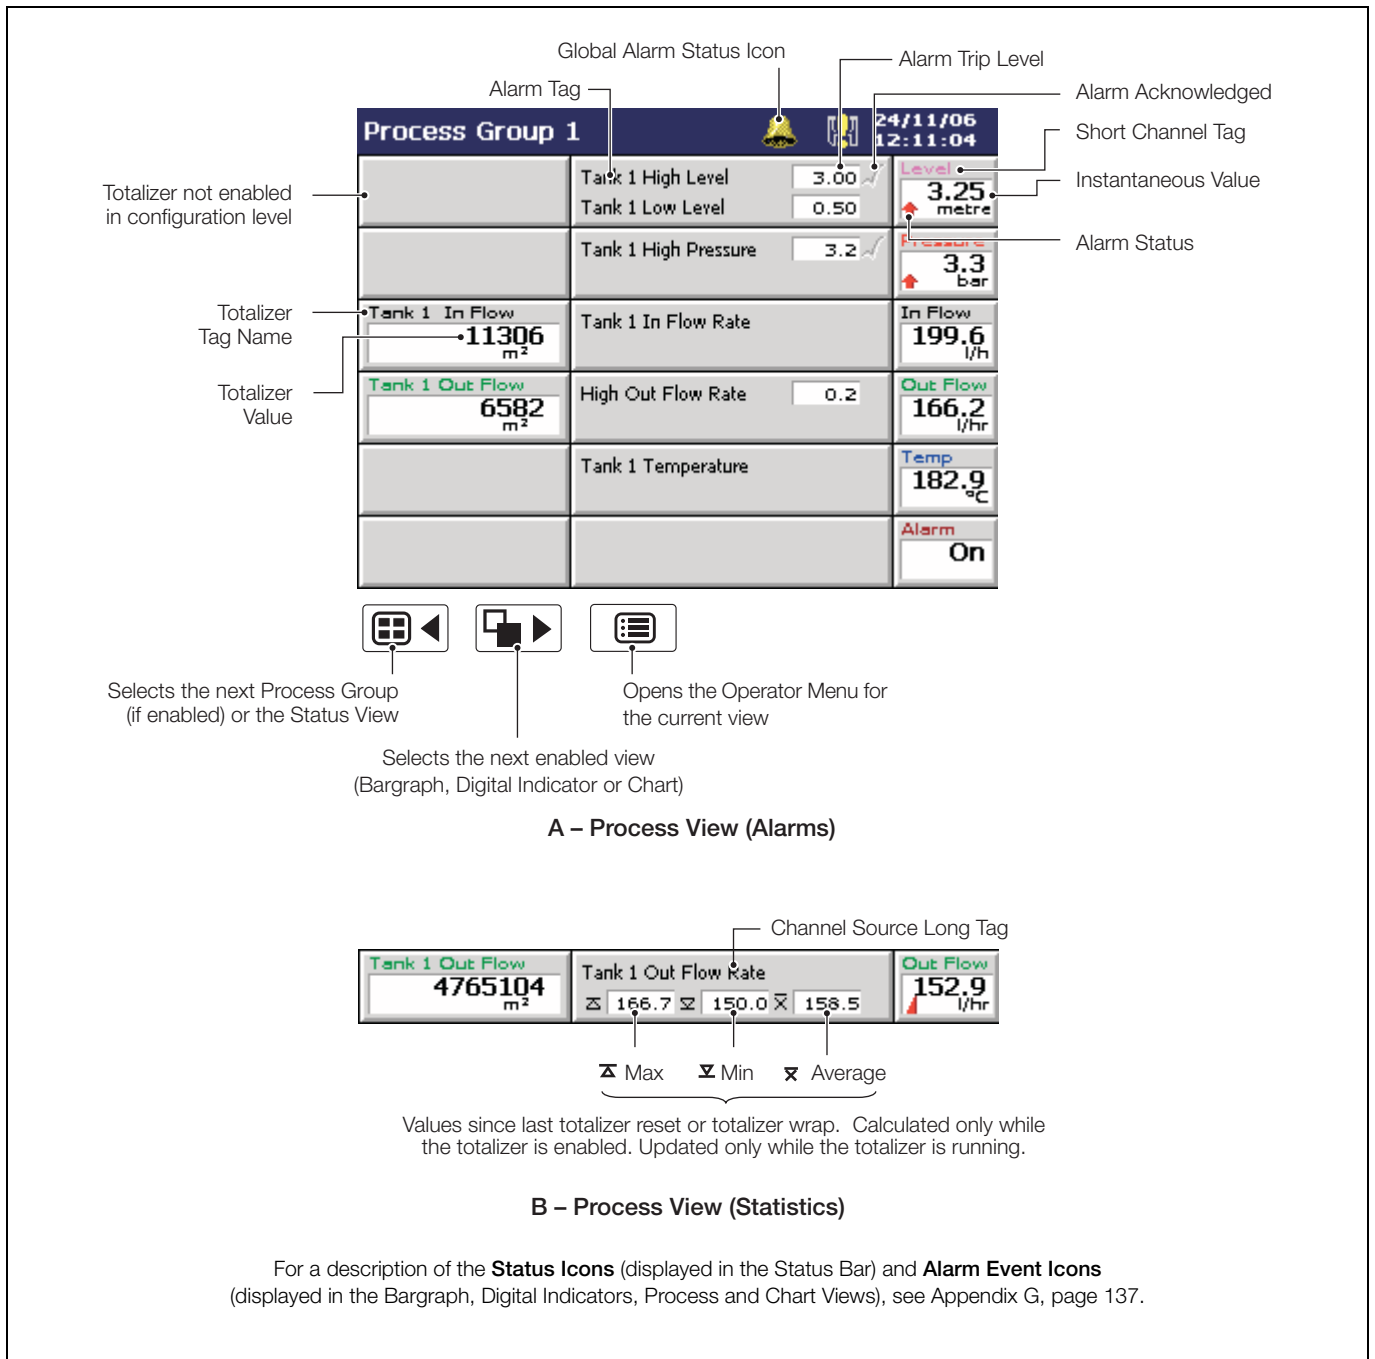 Global Alarm Status Icon
Alarm Trip Level
Alarm Tag
Alarm Acknowledged
Process Group 1
24/11/06
12:11:04
Short Channel Tag
Totalizer not enabled
in configuration level
Tank 1 High Level
3.00
Tank 1 Low Level
0.50
Level
3.25
metre
Instantaneous Value
Alarm Status
Tank 1 High Pressure
3.2
Pressure
3.3
bar
Totalizer
Tag Name
Tank 1 In Flow
11306
m²
Tank 1 In Flow Rate
In Flow
199.6
l/h
Totalizer
Value
Tank 1 Out Flow
6582
m²
High Out Flow Rate
0.2
Out Flow
166.2
l/hr
Tank 1 Temperature
Temp
182.9
°C
Alarm
On
Selects the next Process Group
(if enabled) or the Status View
Opens the Operator Menu for
the current view
Selects the next enabled view
(Bargraph, Digital Indicator or Chart)
A – Process View (Alarms)
Channel Source Long Tag
Tank 1 Out Flow
4765104
m²
Tank 1 Out Flow Rate
166.7
150.0
158.5
Out Flow
152.9
l/hr
Max
Min
Average
Values since last totalizer reset or totalizer wrap. Calculated only while
the totalizer is enabled. Updated only while the totalizer is running.
B – Process View (Statistics)
For a description of the Status Icons (displayed in the Status Bar) and Alarm Event Icons
(displayed in the Bargraph, Digital Indicators, Process and Chart Views), see Appendix G, page 137.